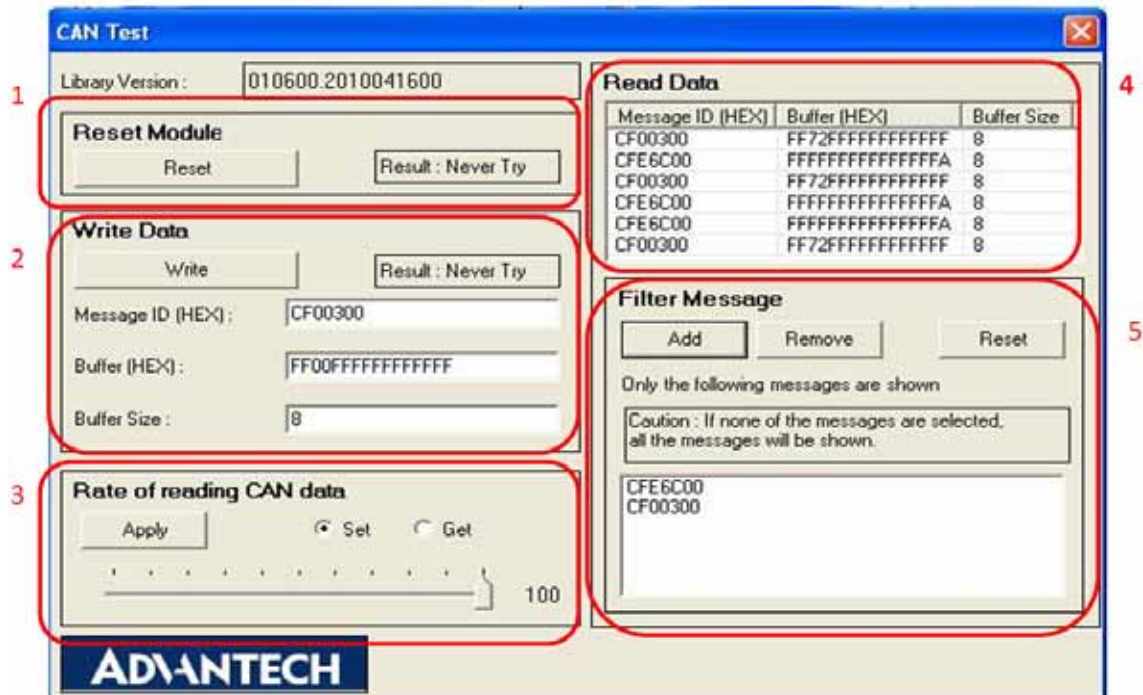 CAN Test
Library Version : 010600.2010041600
1
Reset Module
Reset Result : Never Try
2
Write Data
Write Result : Never Try
Message ID (HEX) : CF00300
Buffer (HEX) : FF00FFFFFFFFFFFF
Buffer Size : 8
3
Rate of reading CAN data
Apply Set Get
100
ADVANTECH
4
Read Data
Message ID (HEX) Buffer (HEX) Buffer Size
CF00300 FF72FFFFFFFFFFFF 8
CFE6C00 FFFFFFFFFFFFFFFA 8
CF00300 FF72FFFFFFFFFFFF 8
CFE6C00 FFFFFFFFFFFFFFFA 8
CFE6C00 FFFFFFFFFFFFFFFA 8
CF00300 FF72FFFFFFFFFFFF 8
5
Filter Message
Add Remove Reset
Only the following messages are shown
Caution : If none of the messages are selected,
all the messages will be shown.
CFE6C00
CF00300